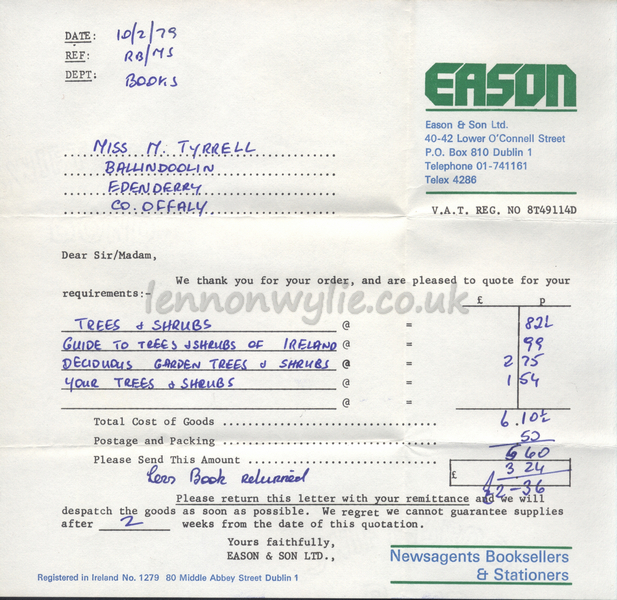 DATE: 10/2/79
REF: RB/MS
DEPT: BOOKS
EASON
Eason & Son Ltd.
40-42 Lower O'Connell Street
P.O. Box 810 Dublin 1
Telephone 01-741161
Telex 4286
V.A.T. REG. NO 8T49114D
MISS M. TYRRELL
BALLINDOOLIN
EDENDERRY
CO. OFFALY
Dear Sir/Madam,
We thank you for your order, and are pleased to quote for your
requirements:-
lennonwylie.co.uk
£ p
TREES & SHRUBS @ =
GUIDE TO TREES & SHRUBS OF IRELAND @ = 99
DECIDUOUS GARDEN TREES & SHRUBS @ = 2 75
YOUR TREES & SHRUBS @ = 1 54
@ =
Total Cost of Goods 6.10½
Postage and Packing 50
Please Send This Amount 60
Less Book returned £ 3 24
£2-36
Please return this letter with your remittance and we will
despatch the goods as soon as possible. We regret we cannot guarantee supplies
after 2 weeks from the date of this quotation.
Yours faithfully,
EASON & SON LTD.,
Newsagents Booksellers
& Stationers
Registered in Ireland No. 1279 80 Middle Abbey Street Dublin 1